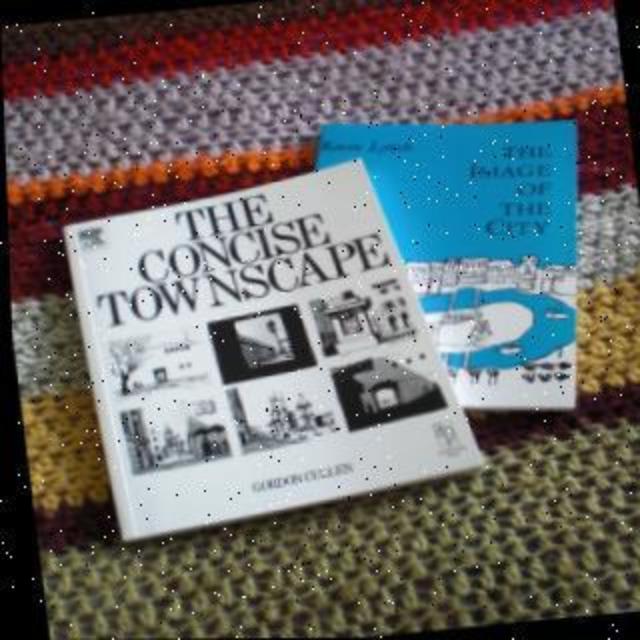 THE
CONCISE
TOWNSCAPE
GORDON CULLEN
Kevin Lynch
THE
IMAGE
OF
THE
CITY